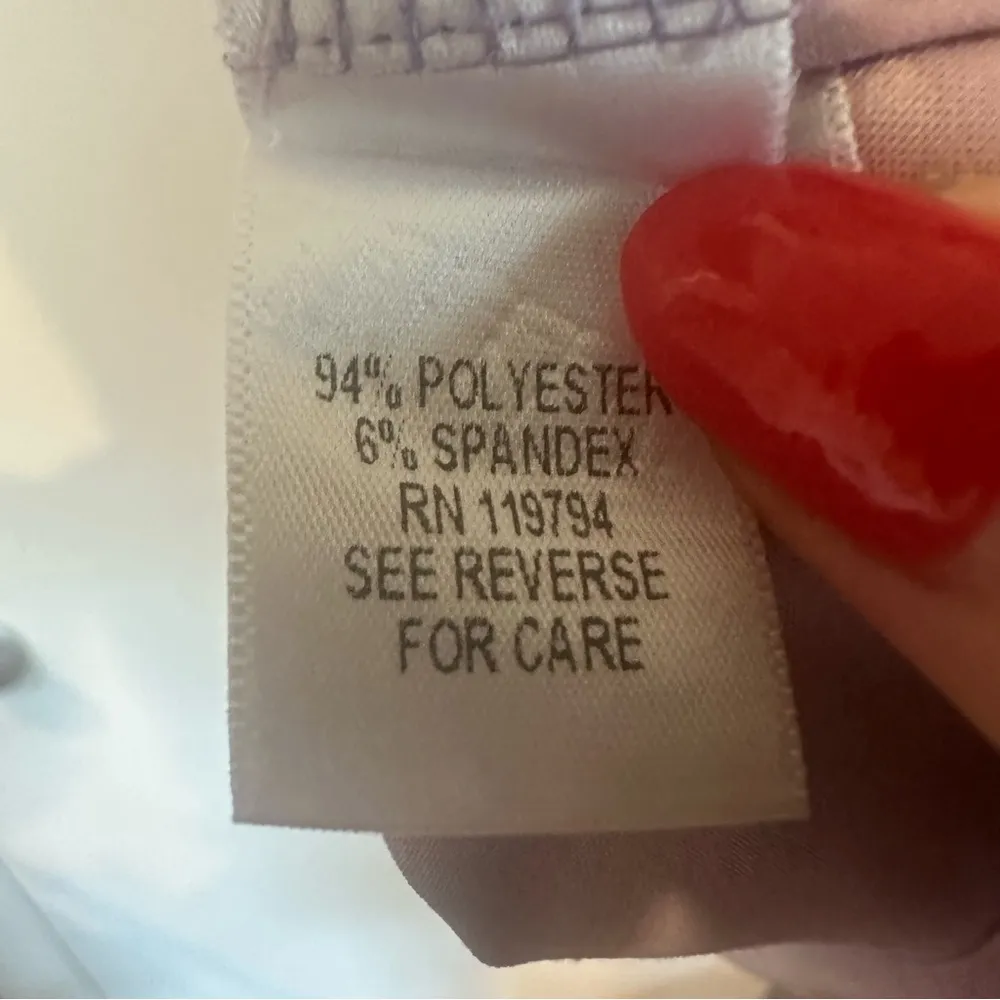 94% POLYESTER
6% SPANDEX
RN 119794
SEE REVERSE
FOR CARE